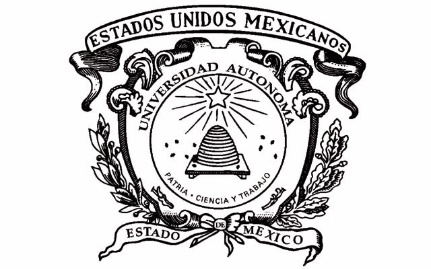 ESTADOS UNIDOS MEXICANOS
UNIVERSIDAD AUTONOMA
PATRIA • CIENCIA Y TRABAJO
ESTADO DE MEXICO